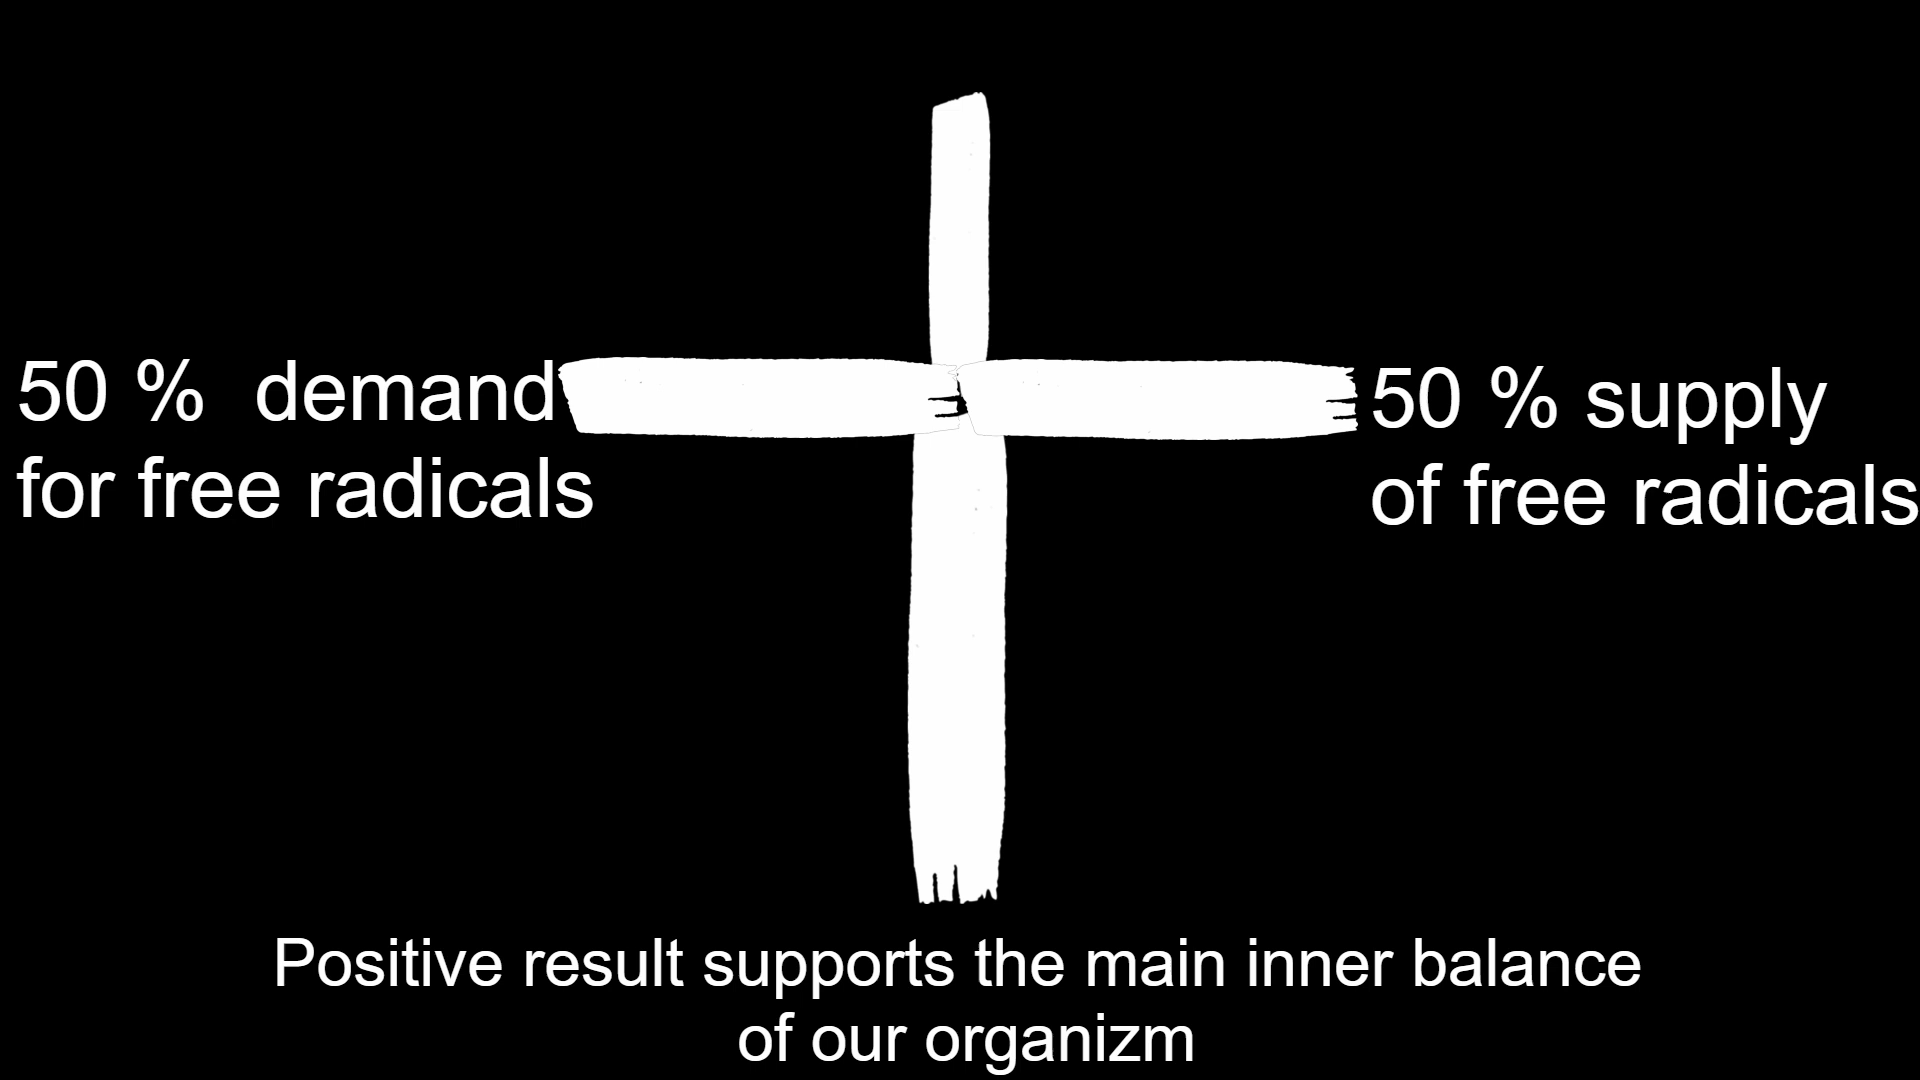 50 %  demand
for free radicals
50 % supply
of free radicals
Positive result supports the main inner balance
of our organizm